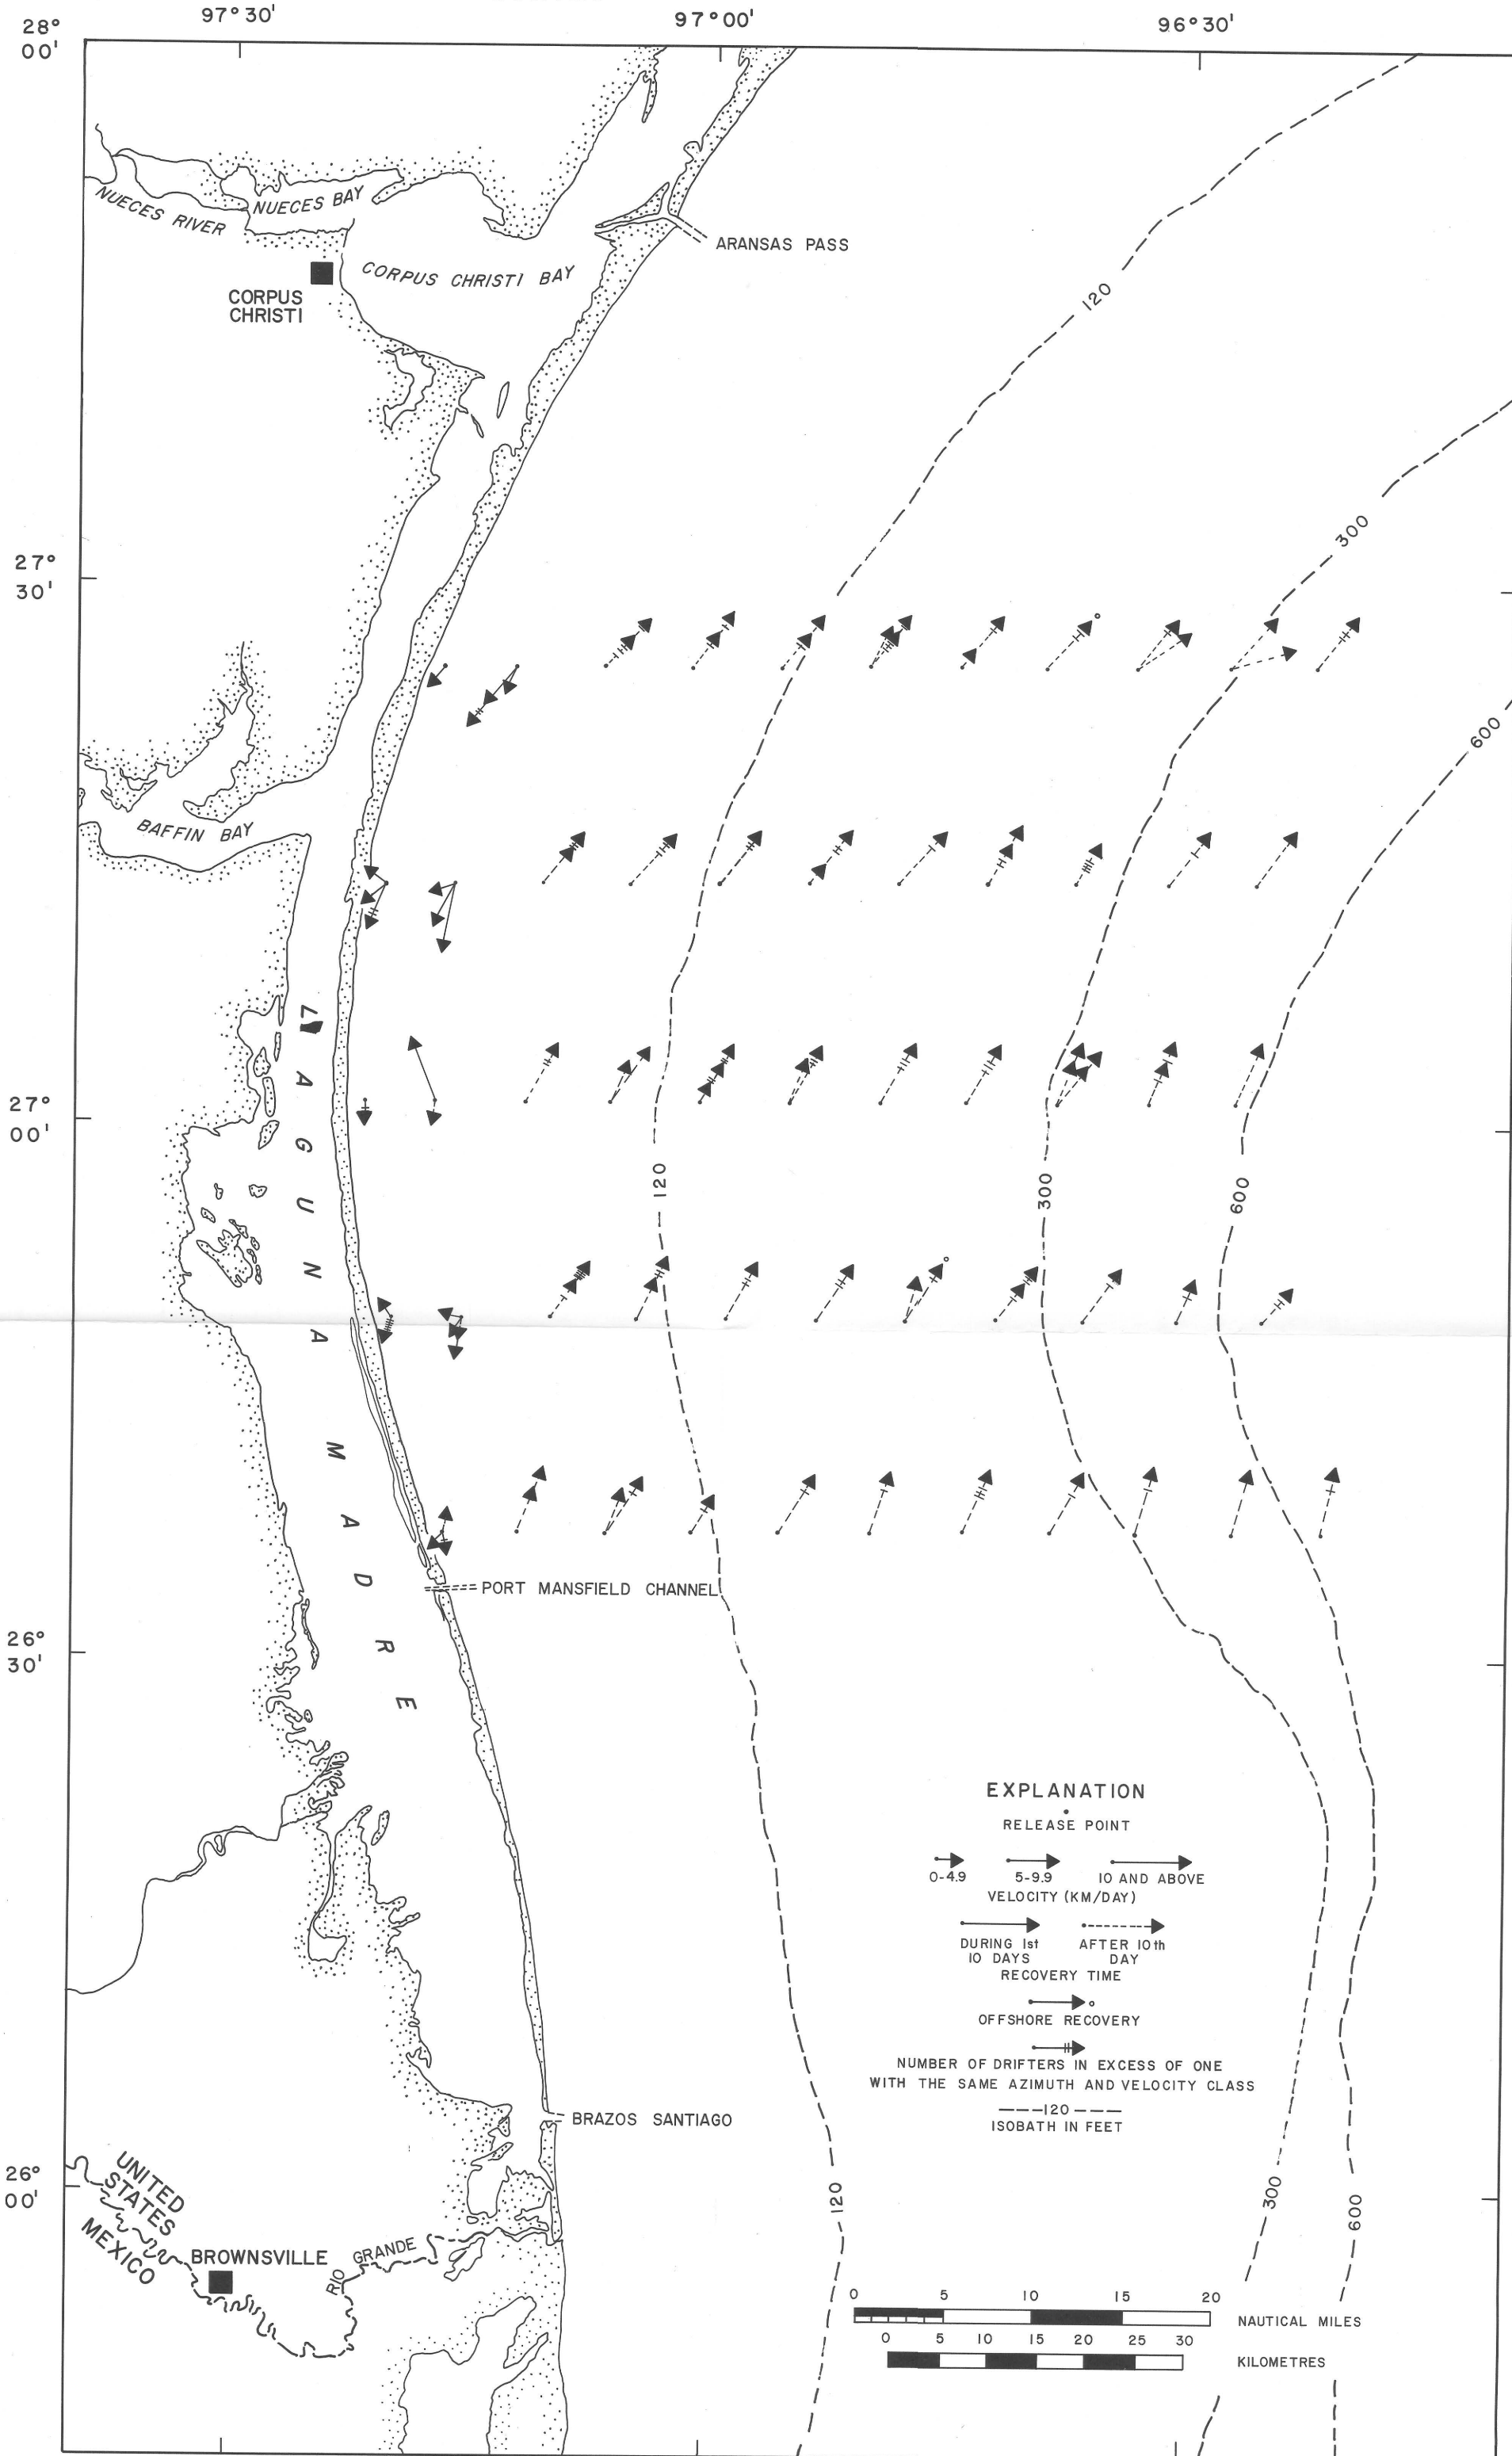 97°30'
97°00'
96°30'
28°
00'
NUECES RIVER
NUECES BAY
ARANSAS PASS
CORPUS CHRISTI BAY
CORPUS
CHRISTI
120
300
27°
30'
600
BAFFIN BAY
LAGUNA MADRE
27°
00'
120
300
600
PORT MANSFIELD CHANNEL
26°
30'
EXPLANATION
RELEASE POINT
0-4.9 5-9.9 10 AND ABOVE
VELOCITY (KM/DAY)
DURING 1st AFTER 10th
10 DAYS DAY
RECOVERY TIME
OFFSHORE RECOVERY
NUMBER OF DRIFTERS IN EXCESS OF ONE
WITH THE SAME AZIMUTH AND VELOCITY CLASS
120
ISOBATH IN FEET
BRAZOS SANTIAGO
26°
00'
UNITED
STATES
MEXICO
BROWNSVILLE
RIO GRANDE
120
300
600
0 5 10 15 20
NAUTICAL MILES
0 5 10 15 20 25 30
KILOMETRES